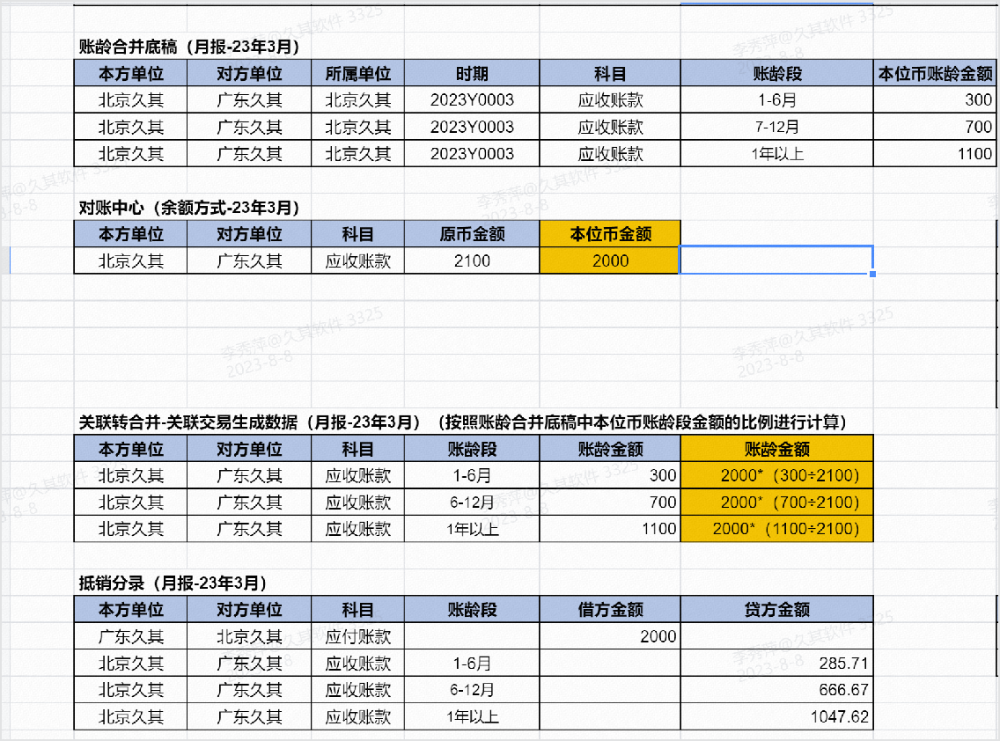 账龄合并底稿（月报-23年3月）
本方单位 对方单位 所属单位 时期 科目 账龄段 本位币账龄金额
北京久其 广东久其 北京久其 2023Y0003 应收账款 1-6月 300
北京久其 广东久其 北京久其 2023Y0003 应收账款 7-12月 700
北京久其 广东久其 北京久其 2023Y0003 应收账款 1年以上 1100
对账中心（余额方式-23年3月）
本方单位 对方单位 科目 原币金额 本位币金额
北京久其 广东久其 应收账款 2100 2000
关联转合并-关联交易生成数据（月报-23年3月）（按照账龄合并底稿中本位币账龄段金额的比例进行计算）
本方单位 对方单位 科目 账龄段 账龄金额 账龄金额
北京久其 广东久其 应收账款 1-6月 300 2000*（300÷2100）
北京久其 广东久其 应收账款 6-12月 700 2000*（700÷2100）
北京久其 广东久其 应收账款 1年以上 1100 2000*（1100÷2100）
抵销分录（月报-23年3月）
本方单位 对方单位 科目 账龄段 借方金额 贷方金额
广东久其 北京久其 应付账款 2000
北京久其 广东久其 应收账款 1-6月 285.71
北京久其 广东久其 应收账款 6-12月 666.67
北京久其 广东久其 应收账款 1年以上 1047.62
李秀萍@久其软件 3325
2023-8-8